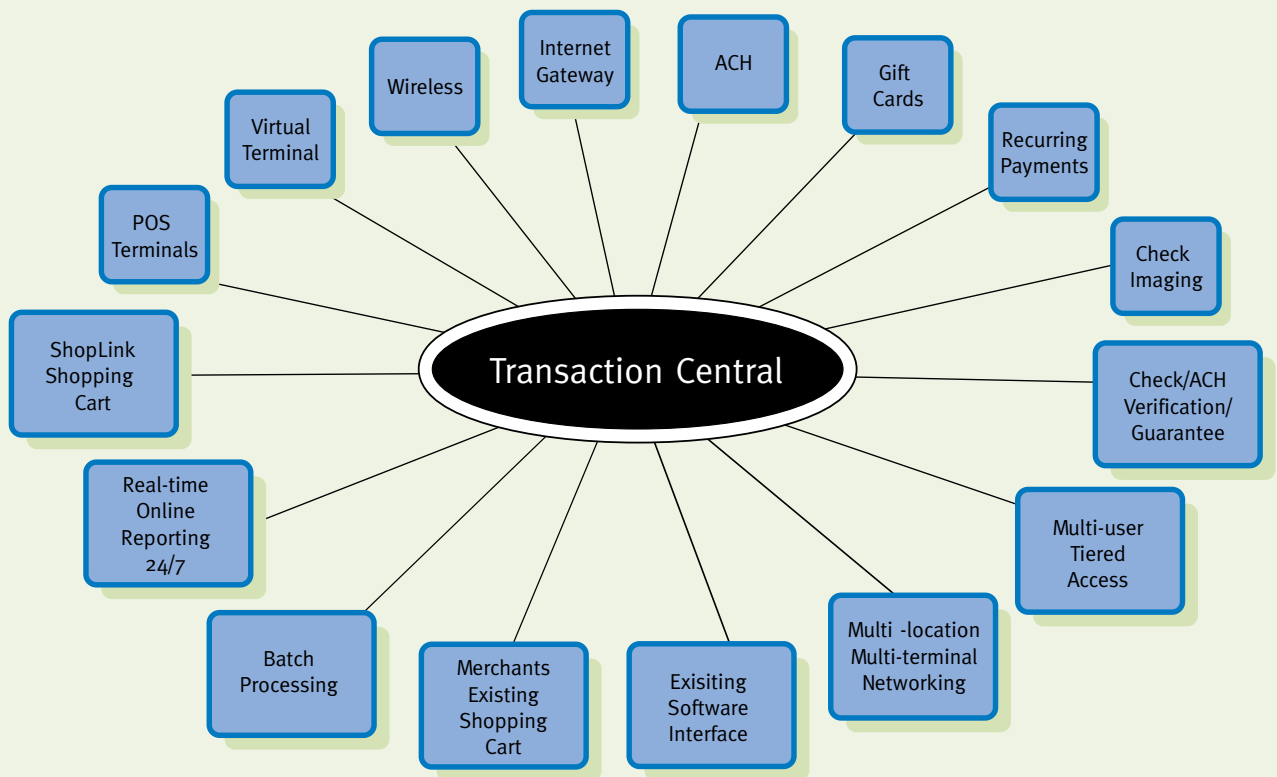 Internet
Gateway
ACH
Gift
Cards
Wireless
Virtual
Terminal
Recurring
Payments
POS
Terminals
Check
Imaging
ShopLink
Shopping
Cart
Transaction Central
Check/ACH
Verification/
Guarantee
Real-time
Online
Reporting
24/7
Multi-user
Tiered
Access
Batch
Processing
Merchants
Existing
Shopping
Cart
Exisiting
Software
Interface
Multi -location
Multi-terminal
Networking